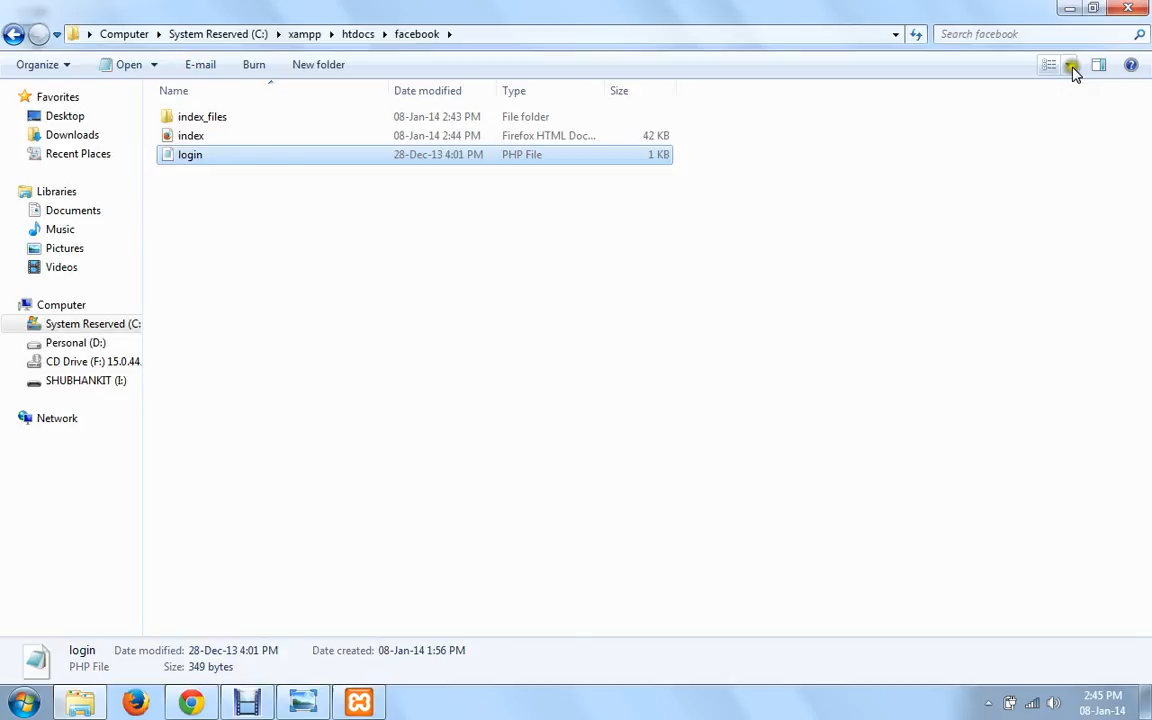 Computer System Reserved (C:) xampp htdocs facebook Search facebook
Organize Open E-mail Burn New folder
Name Date modified Type Size
Favorites
Desktop
Downloads
Recent Places
Libraries
Documents
Music
Pictures
Videos
Computer
System Reserved (C:
Personal (D:)
CD Drive (F:) 15.0.44.
SHUBHANKIT (I:)
Network
index_files 08-Jan-14 2:43 PM File folder
index 08-Jan-14 2:44 PM Firefox HTML Doc... 42 KB
login 28-Dec-13 4:01 PM PHP File 1 KB
login Date modified: 28-Dec-13 4:01 PM Date created: 08-Jan-14 1:56 PM
PHP File Size: 349 bytes
2:45 PM
08-Jan-14